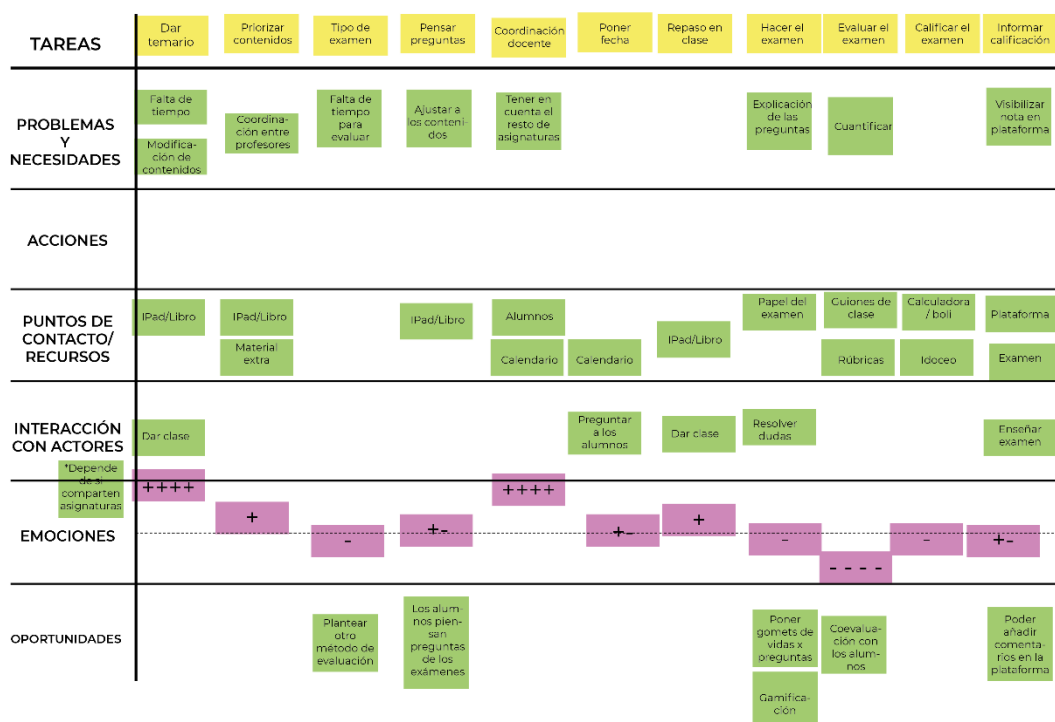 TAREAS
Dar
temario
Priorizar
contenidos
Tipo de
examen
Pensar
preguntas
Coordinación
docente
Poner
fecha
Repaso en
clase
Hacer el
examen
Evaluar el
examen
Calificar el
examen
Informar
calificación
PROBLEMAS
Y
NECESIDADES
Falta de
tiempo
Modifica-
ción de
contenidos
Coordina-
ción entre
profesores
Falta de
tiempo
para
evaluar
Ajustar a
los conteni-
dos
Tener en
cuenta el
resto de
asignaturas
Explicación
de las
preguntas
Cuantificar
Visibilizar
nota en
plataforma
ACCIONES
PUNTOS DE
CONTACTO/
RECURSOS
IPad/Libro
IPad/Libro
Material
extra
IPad/Libro
Alumnos
Calendario
Calendario
IPad/Libro
Papel del
examen
Guiones de
clase
Rúbricas
Calculadora
/ boli
Idoceo
Plataforma
Examen
INTERACCIÓN
CON ACTORES
Dar clase
Preguntar
a los
alumnos
Dar clase
Resolver
dudas
Enseñar
examen
*Depende
de si
comparten
asignaturas
EMOCIONES
++++
+
-
+-
++++
+-
+
-
- - - -
-
+-
OPORTUNIDADES
Plantear
otro
método de
evaluación
Los alum-
nos pien-
san
preguntas
de los
exámenes
Poner
gomets de
vidas x
preguntas
Gamifica-
ción
Coevalua-
ción con
los alum-
nos
Poder
añadir
comenta-
rios en la
plataforma